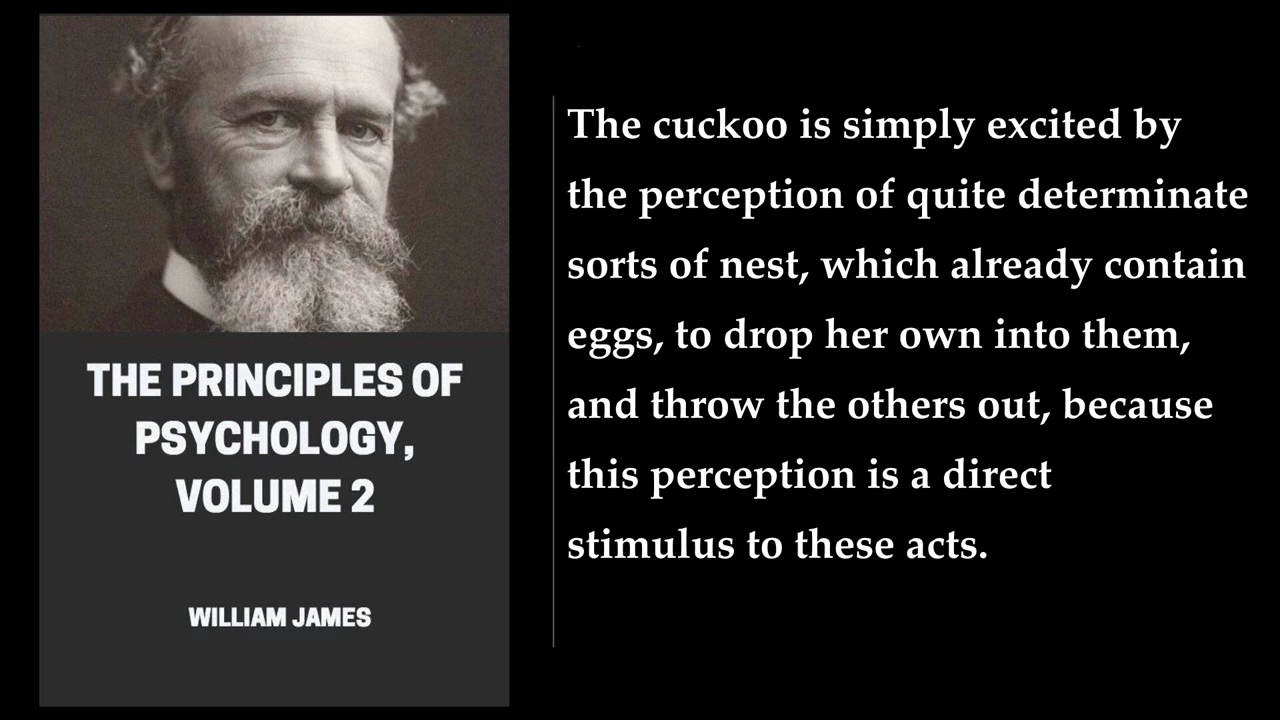 THE PRINCIPLES OF
PSYCHOLOGY,
VOLUME 2
WILLIAM JAMES
The cuckoo is simply excited by
the perception of quite determinate
sorts of nest, which already contain
eggs, to drop her own into them,
and throw the others out, because
this perception is a direct
stimulus to these acts.